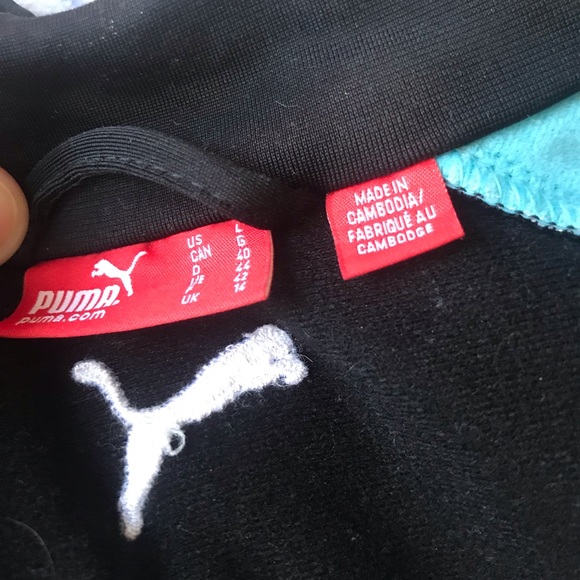 PUMA®
puma.com
US L
CAN G
D 40
I/E 44
F 42
UK 14
MADE IN
CAMBODIA/
FABRIQUÉ AU
CAMBODGE